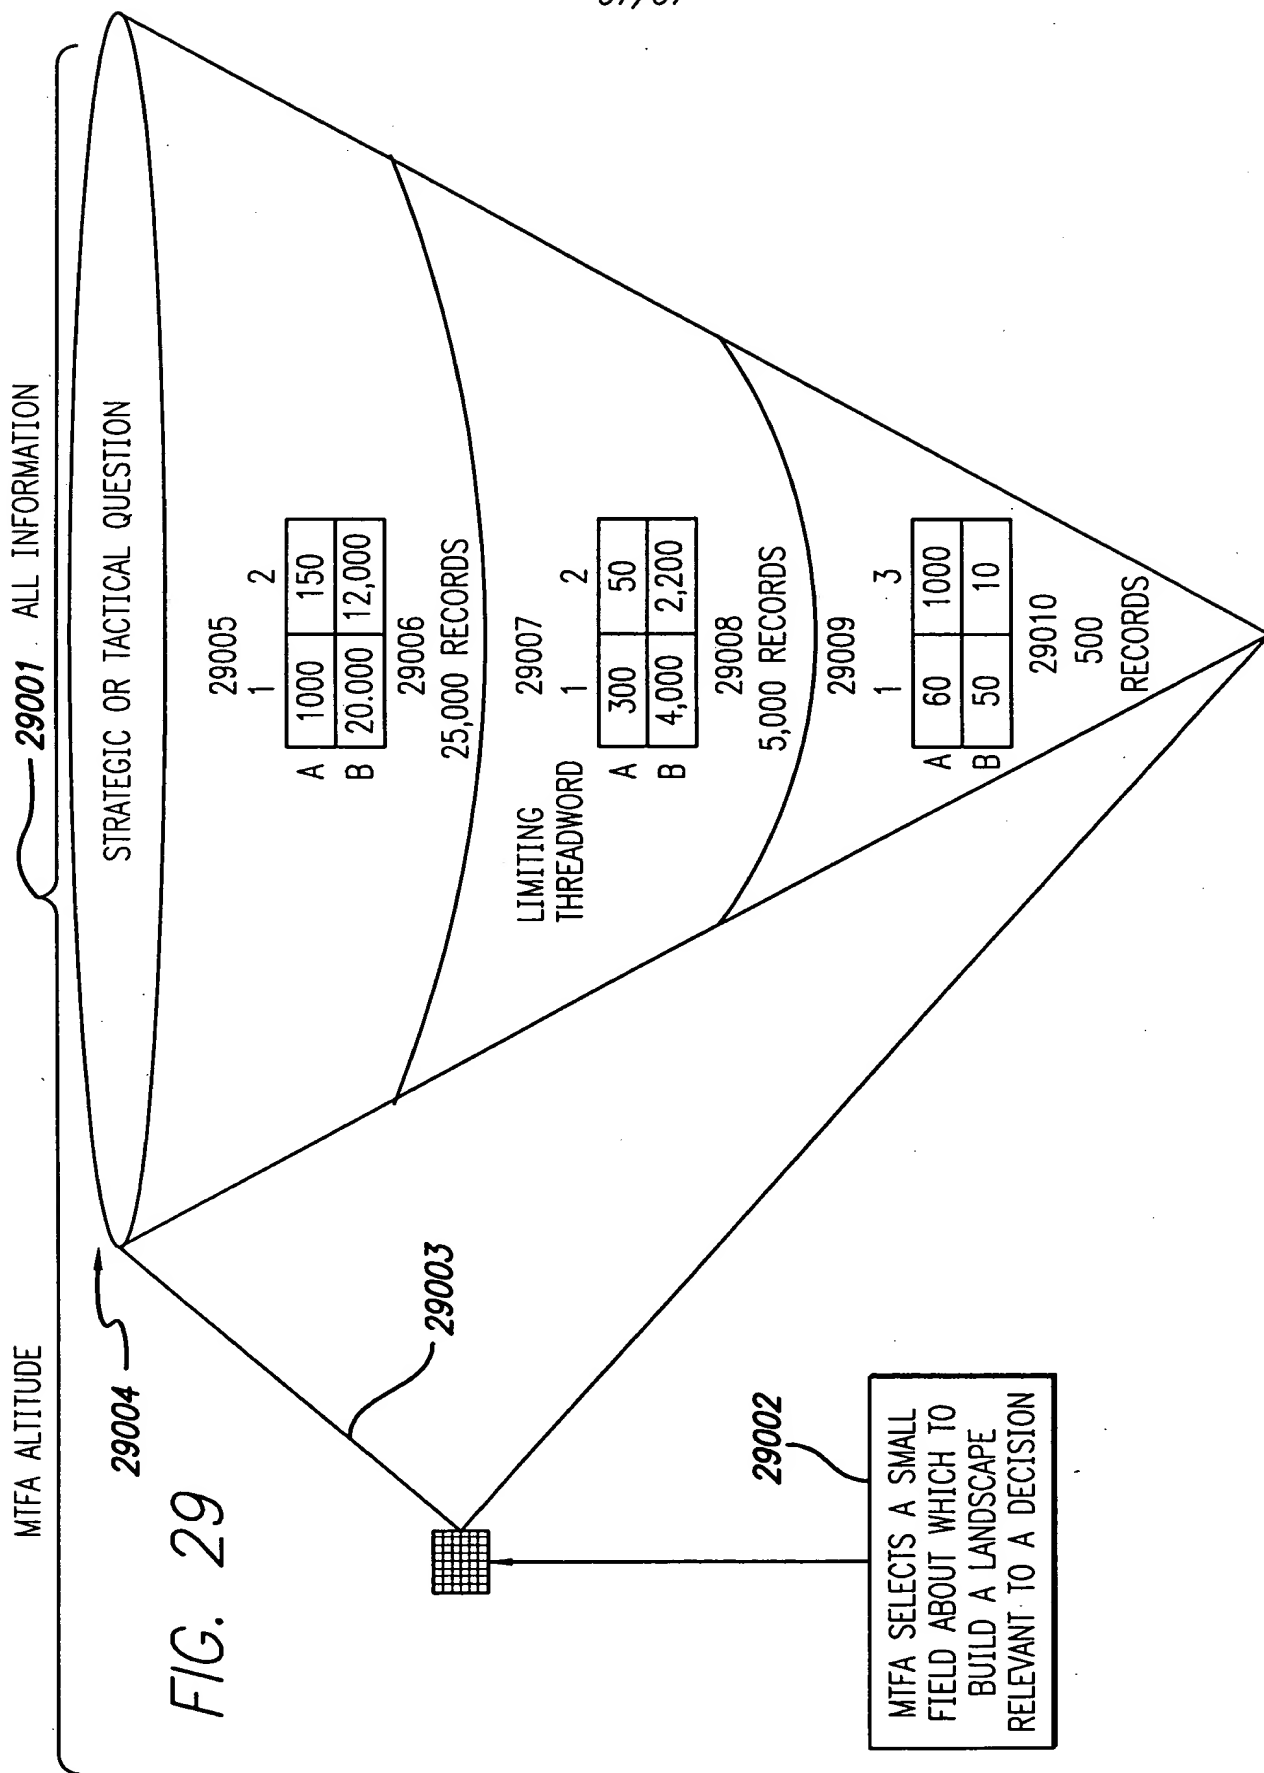 MTFA ALTITUDE
29001 ALL INFORMATION
29004
STRATEGIC OR TACTICAL QUESTION
FIG. 29
29003
29005
1 2
A 1000 150
B 20.000 12,000
29006
25,000 RECORDS
LIMITING
THREADWORD
29007
1 2
A 300 50
B 4,000 2,200
29008
5,000 RECORDS
29009
1 3
A 60 1000
B 50 10
29010
500
RECORDS
29002
MTFA SELECTS A SMALL
FIELD ABOUT WHICH TO
BUILD A LANDSCAPE
RELEVANT TO A DECISION